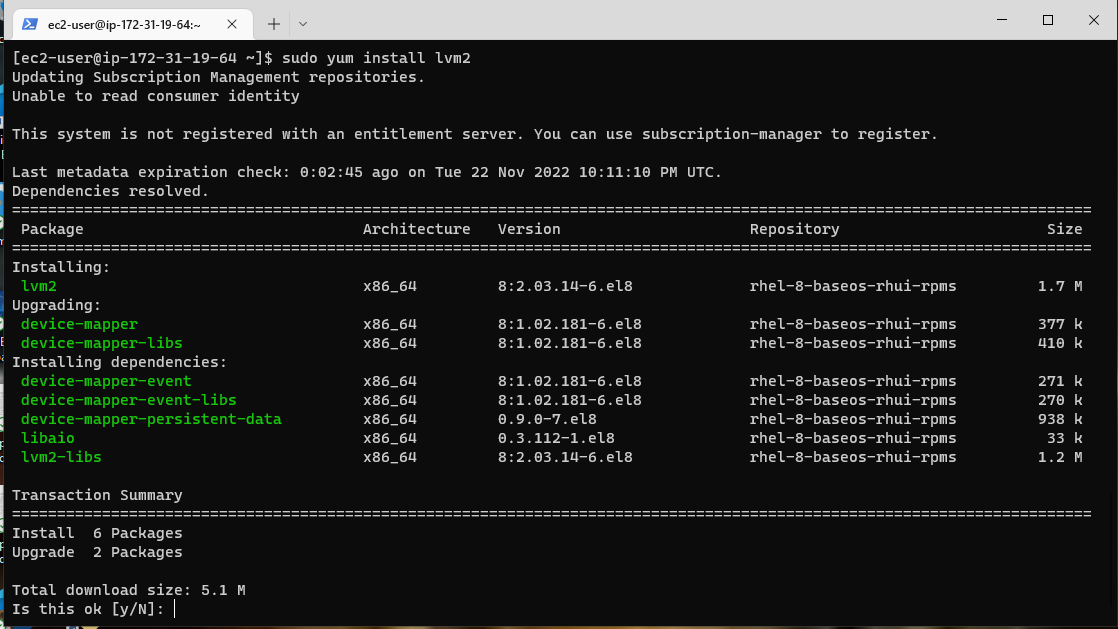 ec2-user@ip-172-31-19-64:~
[ec2-user@ip-172-31-19-64 ~]$ sudo yum install lvm2
Updating Subscription Management repositories.
Unable to read consumer identity
This system is not registered with an entitlement server. You can use subscription-manager to register.
Last metadata expiration check: 0:02:45 ago on Tue 22 Nov 2022 10:11:10 PM UTC.
Dependencies resolved.
================================================================================
Package Architecture Version Repository Size
================================================================================
Installing:
lvm2 x86_64 8:2.03.14-6.el8 rhel-8-baseos-rhui-rpms 1.7 M
Upgrading:
device-mapper x86_64 8:1.02.181-6.el8 rhel-8-baseos-rhui-rpms 377 k
device-mapper-libs x86_64 8:1.02.181-6.el8 rhel-8-baseos-rhui-rpms 410 k
Installing dependencies:
device-mapper-event x86_64 8:1.02.181-6.el8 rhel-8-baseos-rhui-rpms 271 k
device-mapper-event-libs x86_64 8:1.02.181-6.el8 rhel-8-baseos-rhui-rpms 270 k
device-mapper-persistent-data x86_64 0.9.0-7.el8 rhel-8-baseos-rhui-rpms 938 k
libaio x86_64 0.3.112-1.el8 rhel-8-baseos-rhui-rpms 33 k
lvm2-libs x86_64 8:2.03.14-6.el8 rhel-8-baseos-rhui-rpms 1.2 M
Transaction Summary
================================================================================
Install 6 Packages
Upgrade 2 Packages
Total download size: 5.1 M
Is this ok [y/N]: